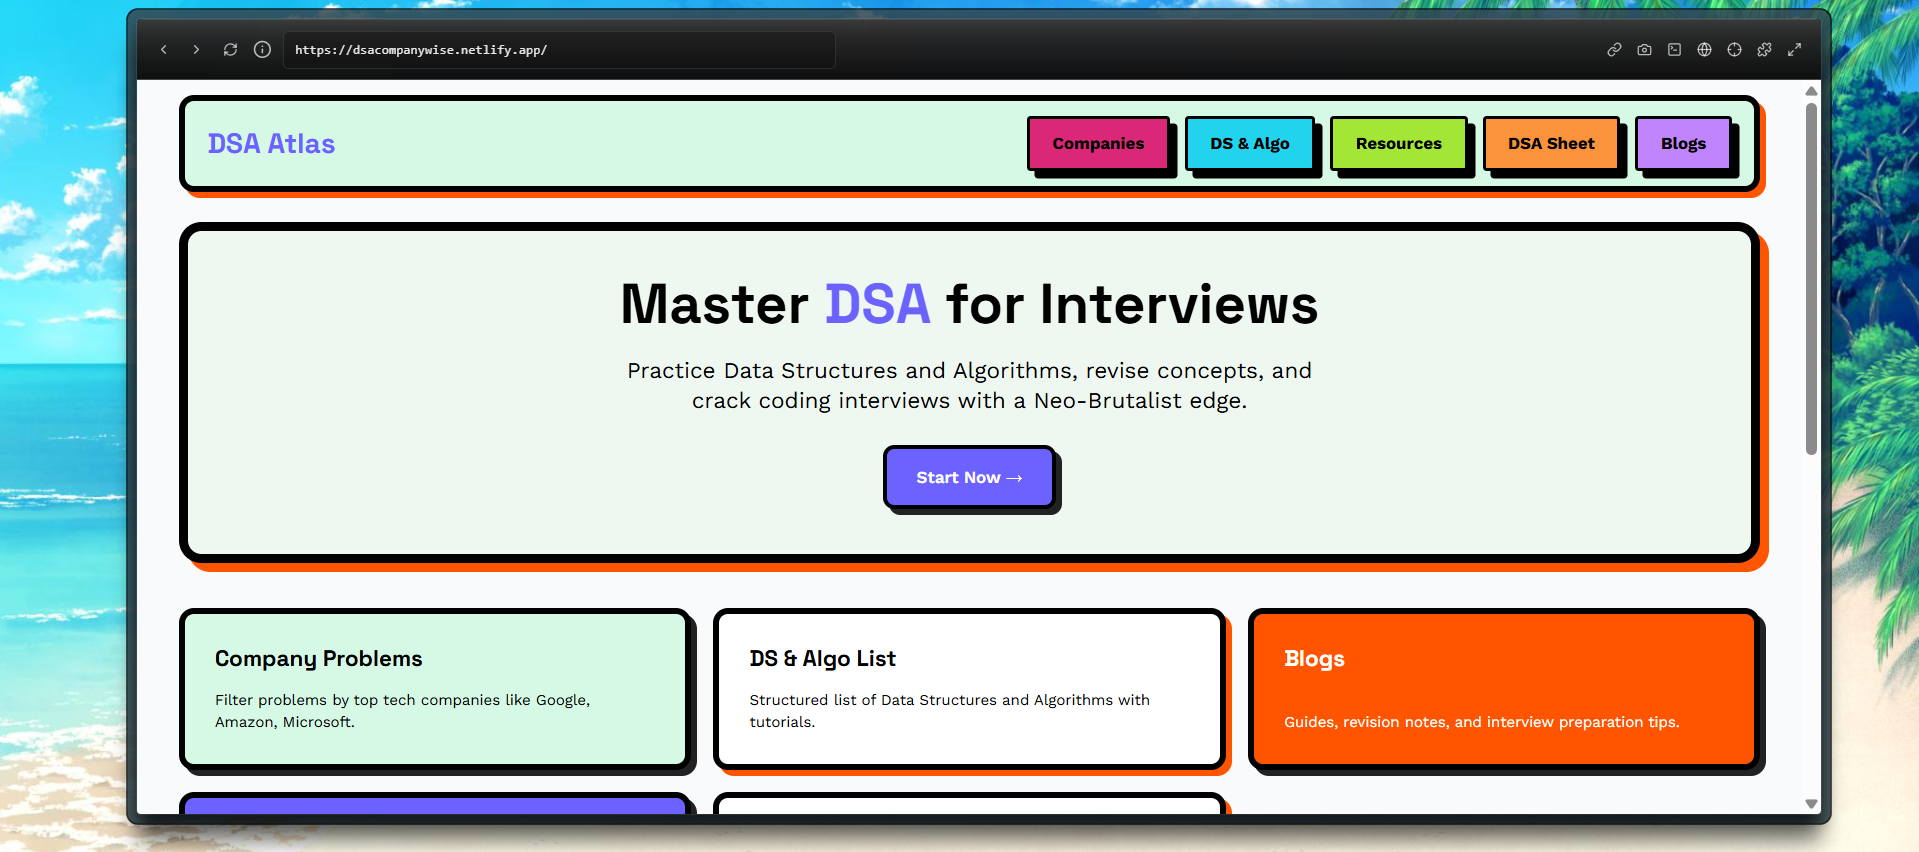 https://dsacompanywise.netlify.app/
DSA Atlas
Companies
DS & Algo
Resources
DSA Sheet
Blogs
Master DSA for Interviews
Practice Data Structures and Algorithms, revise concepts, and
crack coding interviews with a Neo-Brutalist edge.
Start Now →
Company Problems
Filter problems by top tech companies like Google,
Amazon, Microsoft.
DS & Algo List
Structured list of Data Structures and Algorithms with
tutorials.
Blogs
Guides, revision notes, and interview preparation tips.